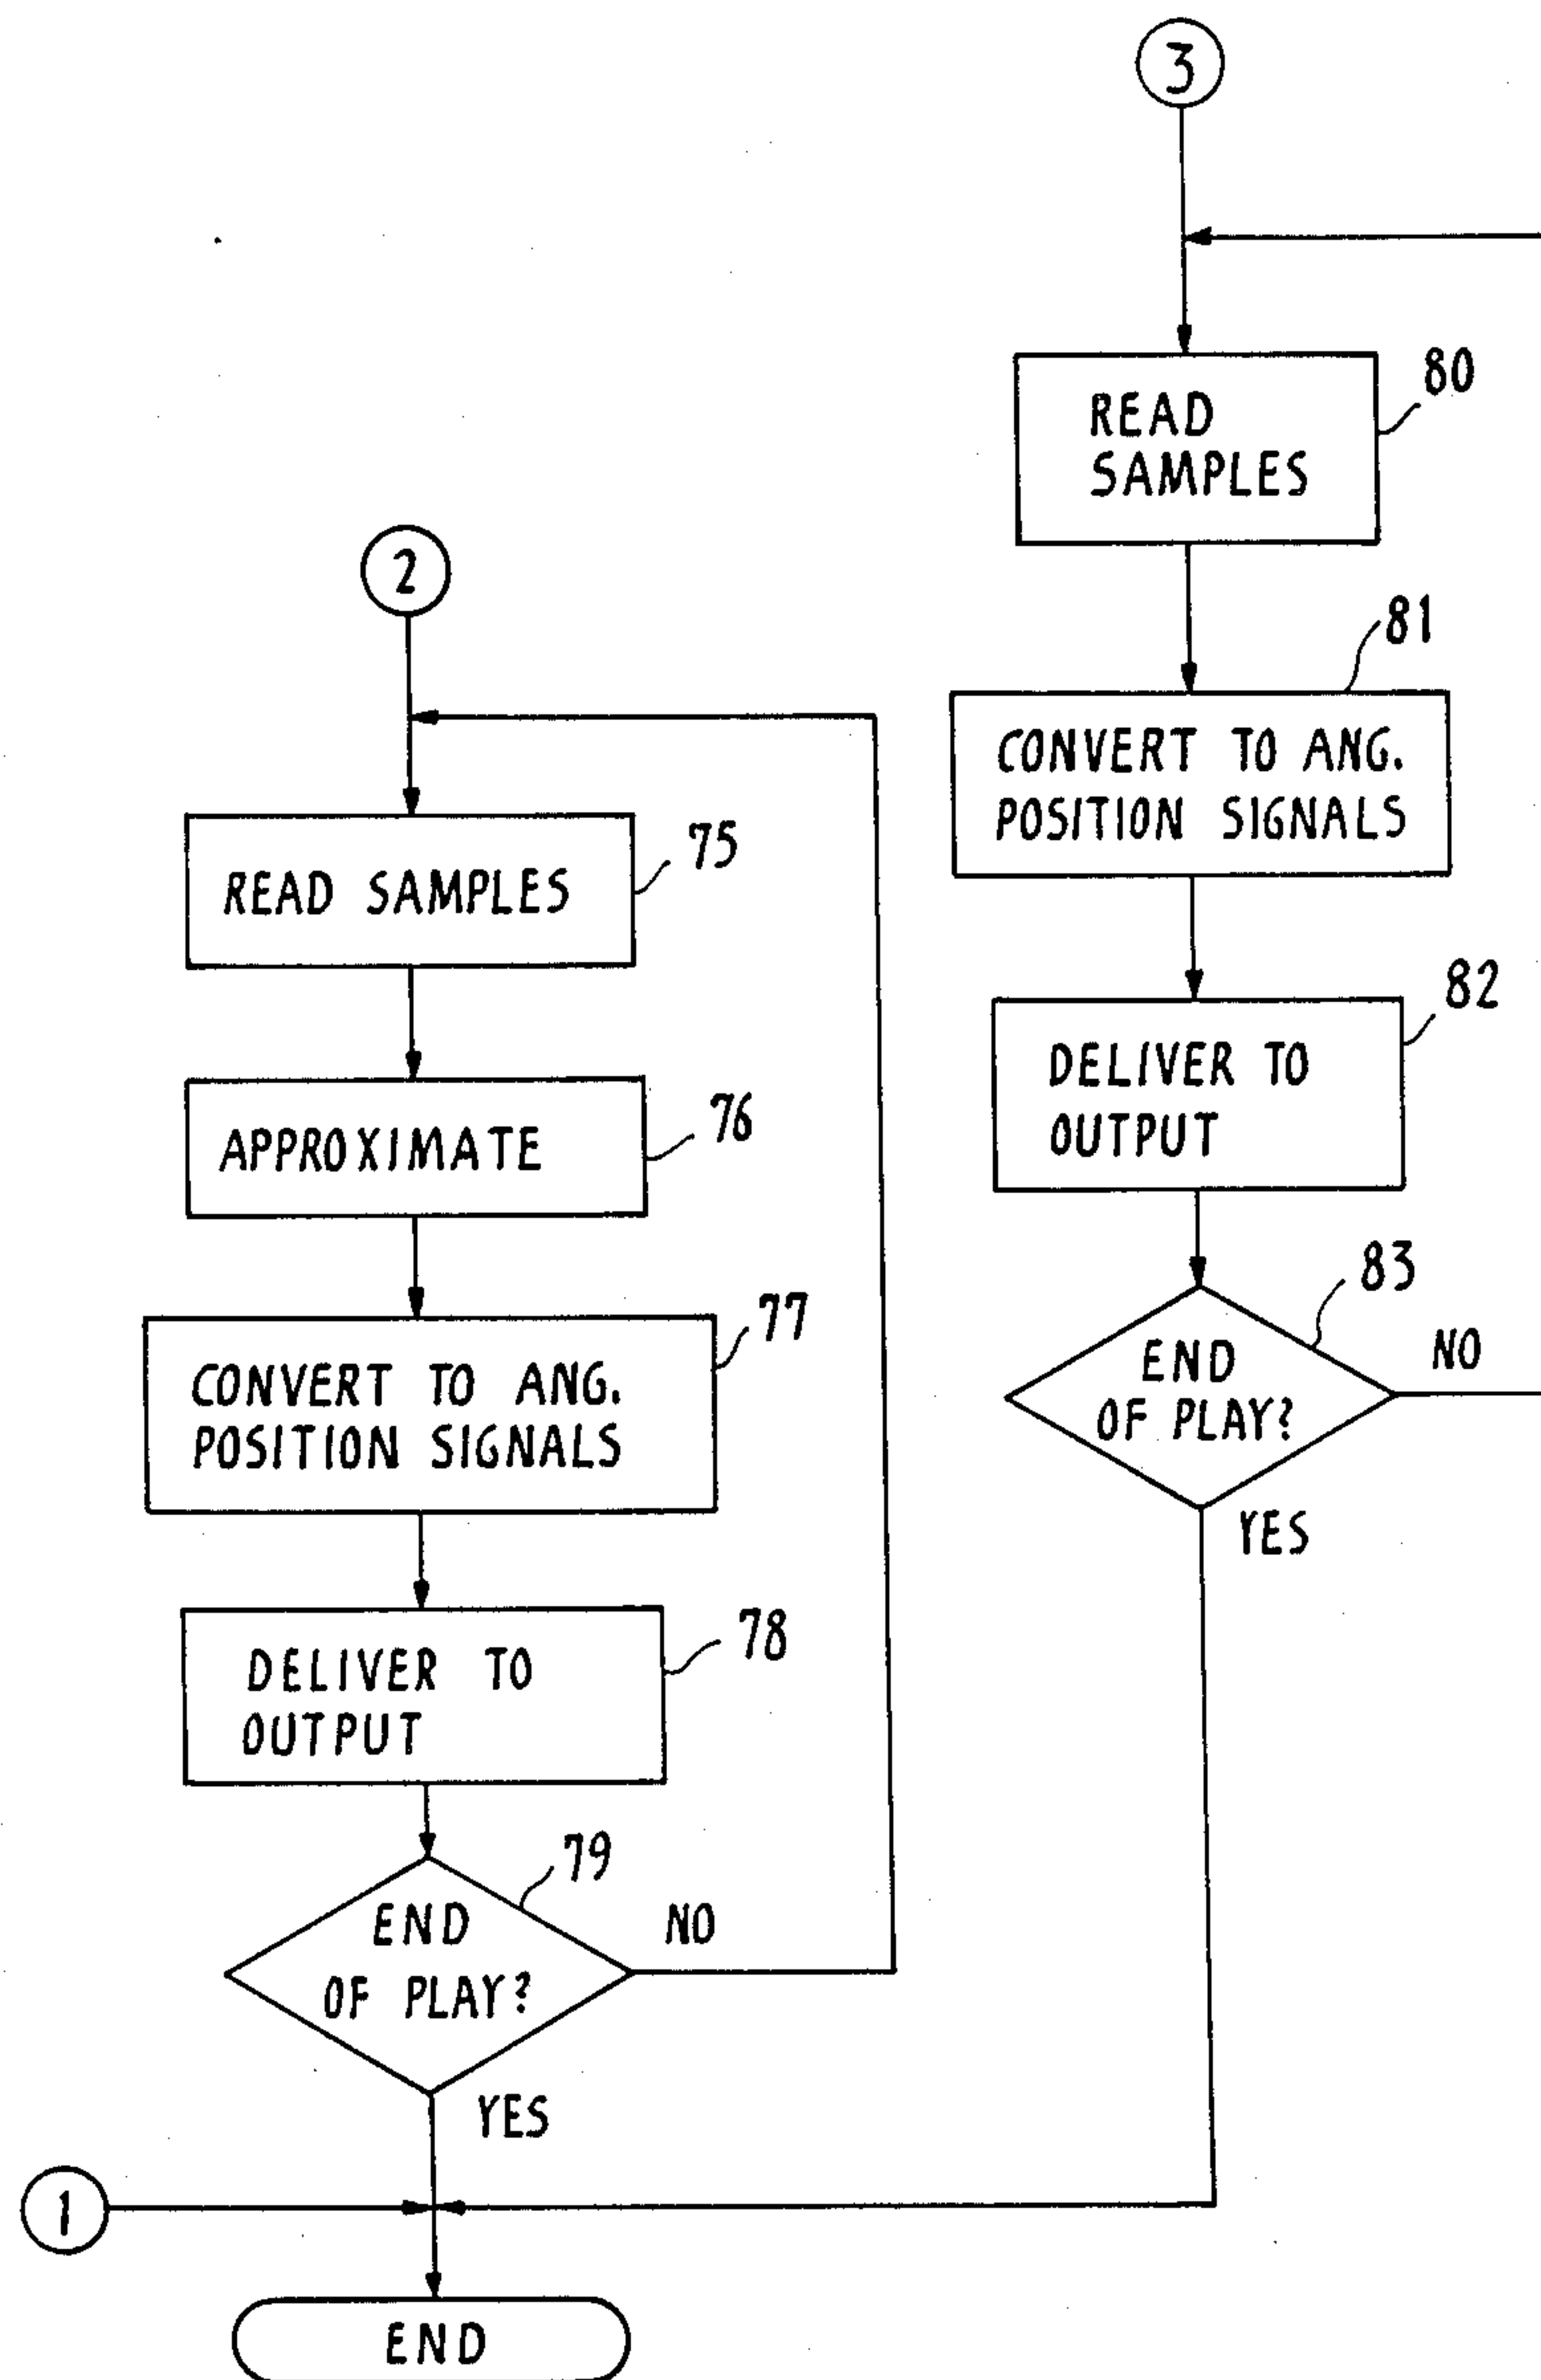 3
80
READ
SAMPLES
81
CONVERT TO ANG.
POSITION SIGNALS
82
DELIVER TO
OUTPUT
83
END
OF PLAY?
NO
YES
2
75
READ SAMPLES
76
APPROXIMATE
77
CONVERT TO ANG.
POSITION SIGNALS
78
DELIVER TO
OUTPUT
79
END
OF PLAY?
NO
YES
1
END